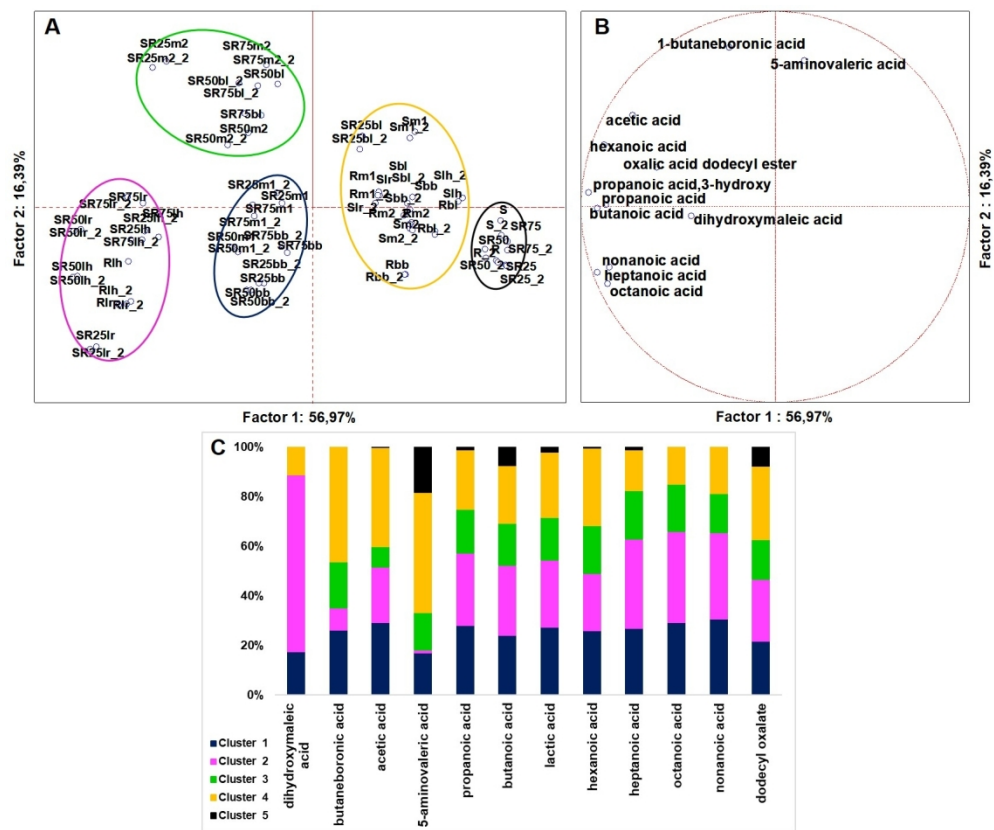 A
SR25m2
SR25m2_2
SR75m2
SR75m2_2
SR50bl_2
SR50bl
SR75bl_2
SR75bl
SR50m2
SR50m2_2
SR25bl
SR25bl_2
Sm1
Sm1_2
Rm1
Slr
Sbl
Sbl_2
Slh_2
Rm1_2
Sbb_2
Sbb
Slh
Slr_2
Rm2
Rm2
Rbl
Sm2
Rbl_2
Sm2_2
Rbb
Rbb_2
S
S_2
SR75
SR50
R
SR75_2
SR50_2
SR25
SR25_2
SR25m1_2
SR25m1
SR75m1
SR75m1_2
SR50m1
SR75bb_2
SR50m1_2
SR75bb
SR25bb_2
SR25bb
SR50bb
SR50bb_2
SR75lr
SR75lr_2
SR50lr
SR75lh
SR25lh_2
SR50lr_2
SR25lh
SR75lh_2
SR50lh
Rlh
SR50lh_2
Rlh_2
Rlr
Rlr_2
SR25lr
SR75lr_2
Factor 2: 16,39%
Factor 1: 56,97%
B
1-butaneboronic acid
5-aminovaleric acid
acetic acid
hexanoic acid
oxalic acid dodecyl ester
propanoic acid,3-hydroxy
propanoic acid
butanoic acid
dihydroxymaleic acid
nonanoic acid
heptanoic acid
octanoic acid
Factor 2 : 16,39%
Factor 1 : 56,97%
C
100%
80%
60%
40%
20%
0%
Cluster 1
Cluster 2
Cluster 3
Cluster 4
Cluster 5
dihydroxymaleic
acid
butaneboronic acid
acetic acid
5-aminovaleric acid
propanoic acid
butanoic acid
lactic acid
hexanoic acid
heptanoic acid
octanoic acid
nonanoic acid
dodecyl oxalate